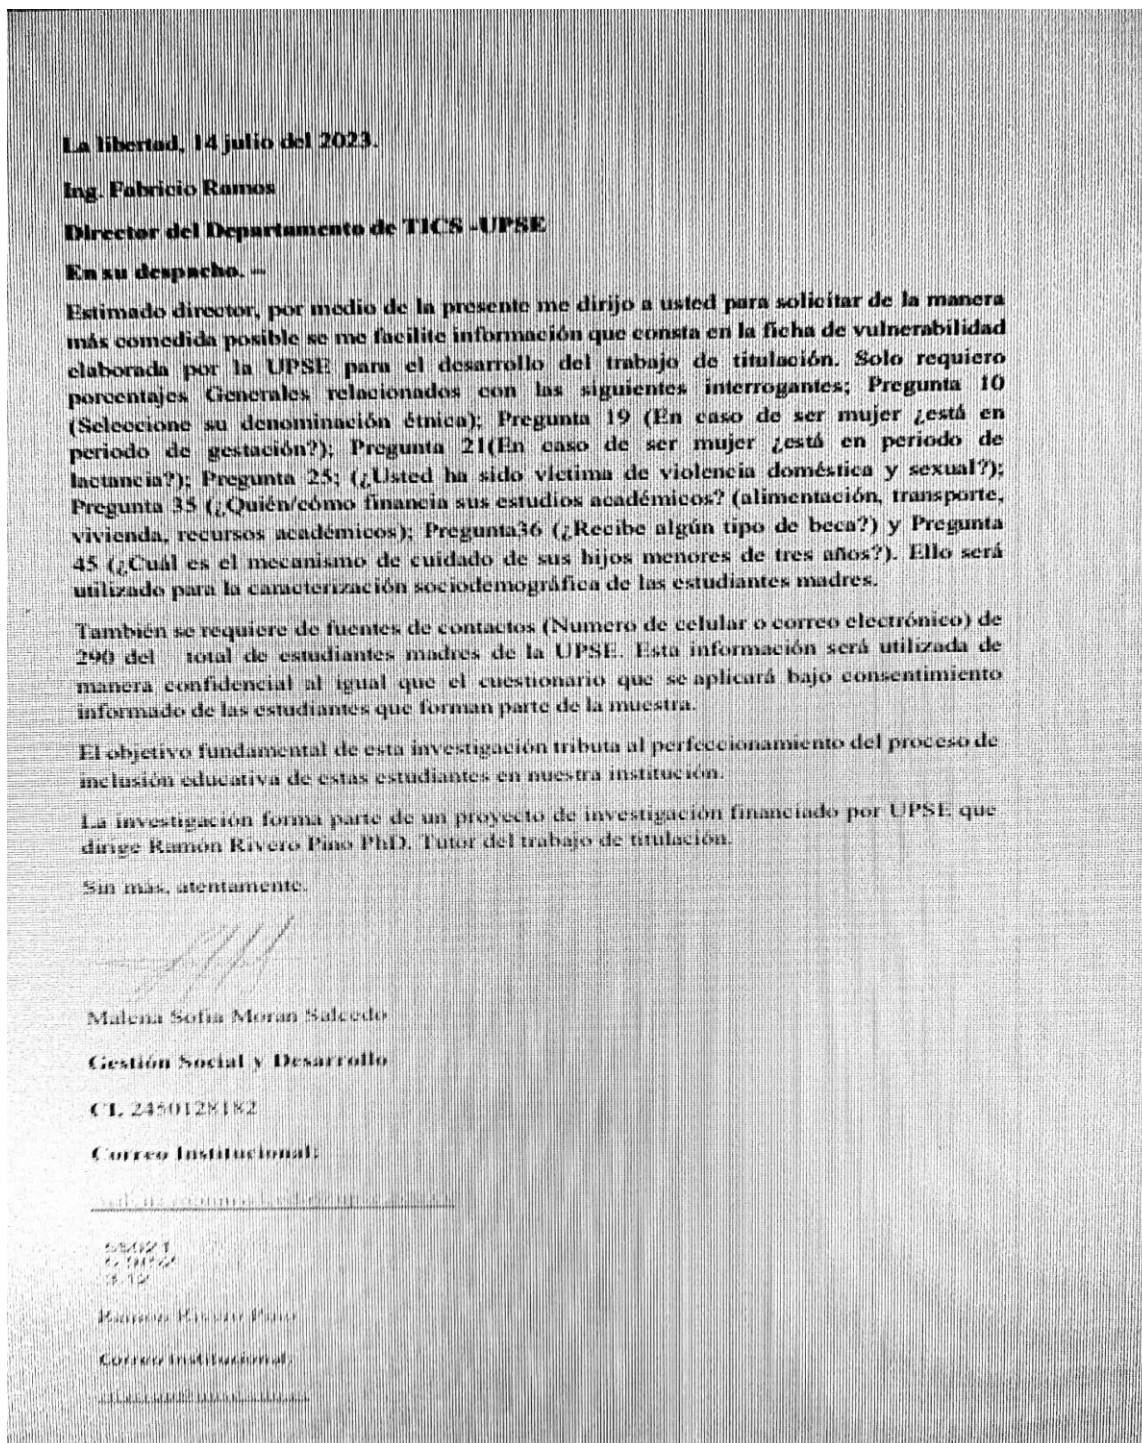 La libertad, 14 julio del 2023.
Ing. Fabricio Ramos
Director del Departamento de TICS -UPSE
En su despacho. –
Estimado director, por medio de la presente me dirijo a usted para solicitar de la manera
más comedida posible se me facilite información que consta en la ficha de vulnerabilidad
elaborada por la UPSE para el desarrollo del trabajo de titulación. Solo requiero
porcentajes Generales relacionados con las siguientes interrogantes; Pregunta 10
(Seleccione su denominación étnica); Pregunta 19 (En caso de ser mujer ¿está en
periodo de gestación?); Pregunta 21(En caso de ser mujer ¿está en periodo de
lactancia?); Pregunta 25; (¿Usted ha sido víctima de violencia doméstica y sexual?);
Pregunta 35 (¿Quién/cómo financia sus estudios académicos? (alimentación, transporte,
vivienda, recursos académicos); Pregunta36 (¿Recibe algún tipo de beca?) y Pregunta
45 (¿Cuál es el mecanismo de cuidado de sus hijos menores de tres años?). Ello será
utilizado para la caracterización sociodemográfica de las estudiantes madres.
También se requiere de fuentes de contactos (Numero de celular o correo electrónico) de
290 del total de estudiantes madres de la UPSE. Esta información será utilizada de
manera confidencial al igual que el cuestionario que se aplicará bajo consentimiento
informado de las estudiantes que forman parte de la muestra.
El objetivo fundamental de esta investigación tributa al perfeccionamiento del proceso de
inclusión educativa de estas estudiantes en nuestra institución.
La investigación forma parte de un proyecto de investigación financiado por UPSE que
dirige Ramón Rivero Pino PhD. Tutor del trabajo de titulación.
Sin más, atentamente.
Malena Sofia Moran Salcedo
Gestión Social y Desarrollo
CI. 2450128182
Correo Institucional:
Ramón Rivero Pino
Correo Institucional: